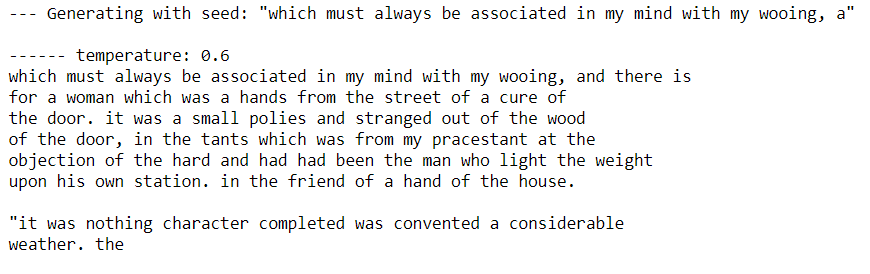 --- Generating with seed: "which must always be associated in my mind with my wooing, a"
------ temperature: 0.6
which must always be associated in my mind with my wooing, and there is
for a woman which was a hands from the street of a cure of
the door. it was a small polies and stranged out of the wood
of the door, in the tants which was from my pracestant at the
objection of the hard and had had been the man who light the weight
upon his own station. in the friend of a hand of the house.
"it was nothing character completed was convented a considerable
weather. the